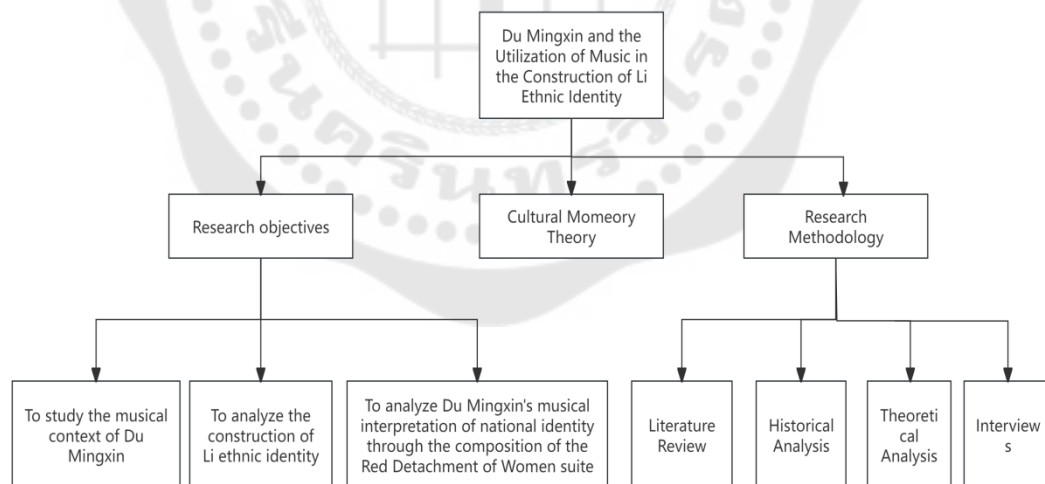 Du Mingxin and the
Utilization of Music in
the Construction of Li
Ethnic Identity
Research objectives
Cultural Momeory
Theory
Research
Methodology
To study the musical
context of Du
Mingxin
To analyze the
construction of
Li ethnic identity
To analyze Du Mingxin's musical
interpretation of national identity
through the composition of the
Red Detachment of Women suite
Literature
Review
Historical
Analysis
Theoreti
cal
Analysis
Interview
s